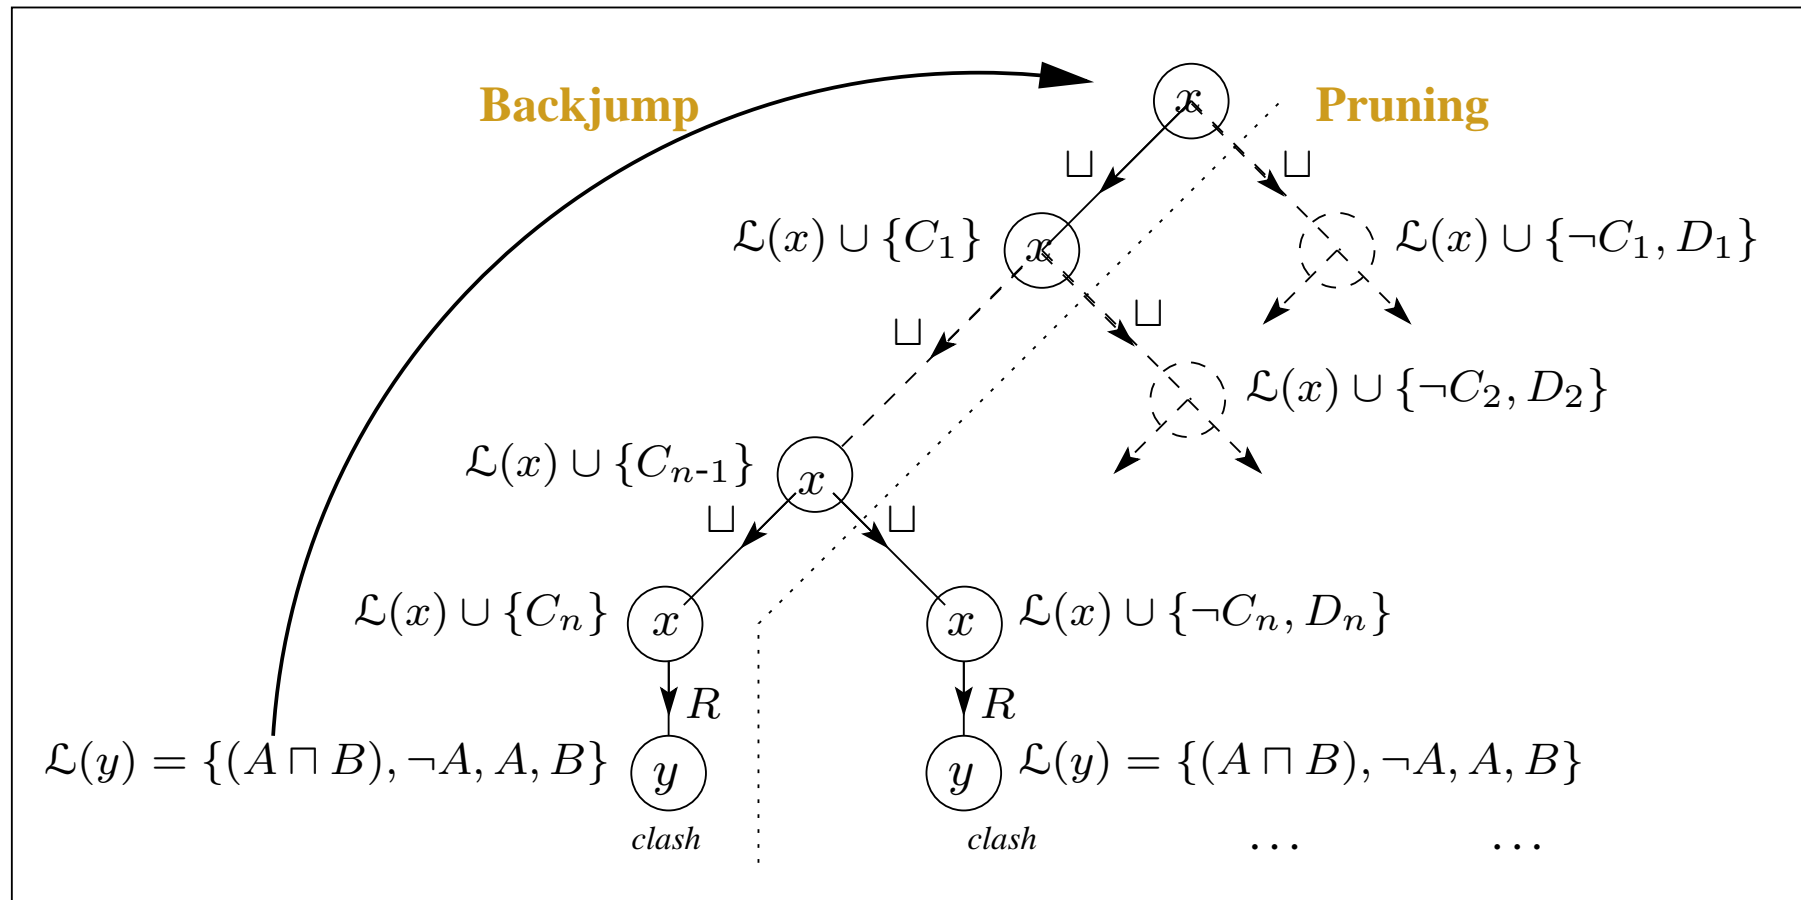 Backjump
Pruning
x
⊔ ⊔
ℒ(x) ∪ {C₁} x ℒ(x) ∪ {¬C₁, D₁}
⊔ ⊔
ℒ(x) ∪ {¬C₂, D₂}
ℒ(x) ∪ {Cₙ₋₁} x
⊔ ⊔
ℒ(x) ∪ {Cₙ} x x ℒ(x) ∪ {¬Cₙ, Dₙ}
R R
ℒ(y) = {(A ⊓ B), ¬A, A, B} y y ℒ(y) = {(A ⊓ B), ¬A, A, B}
clash clash ... ...